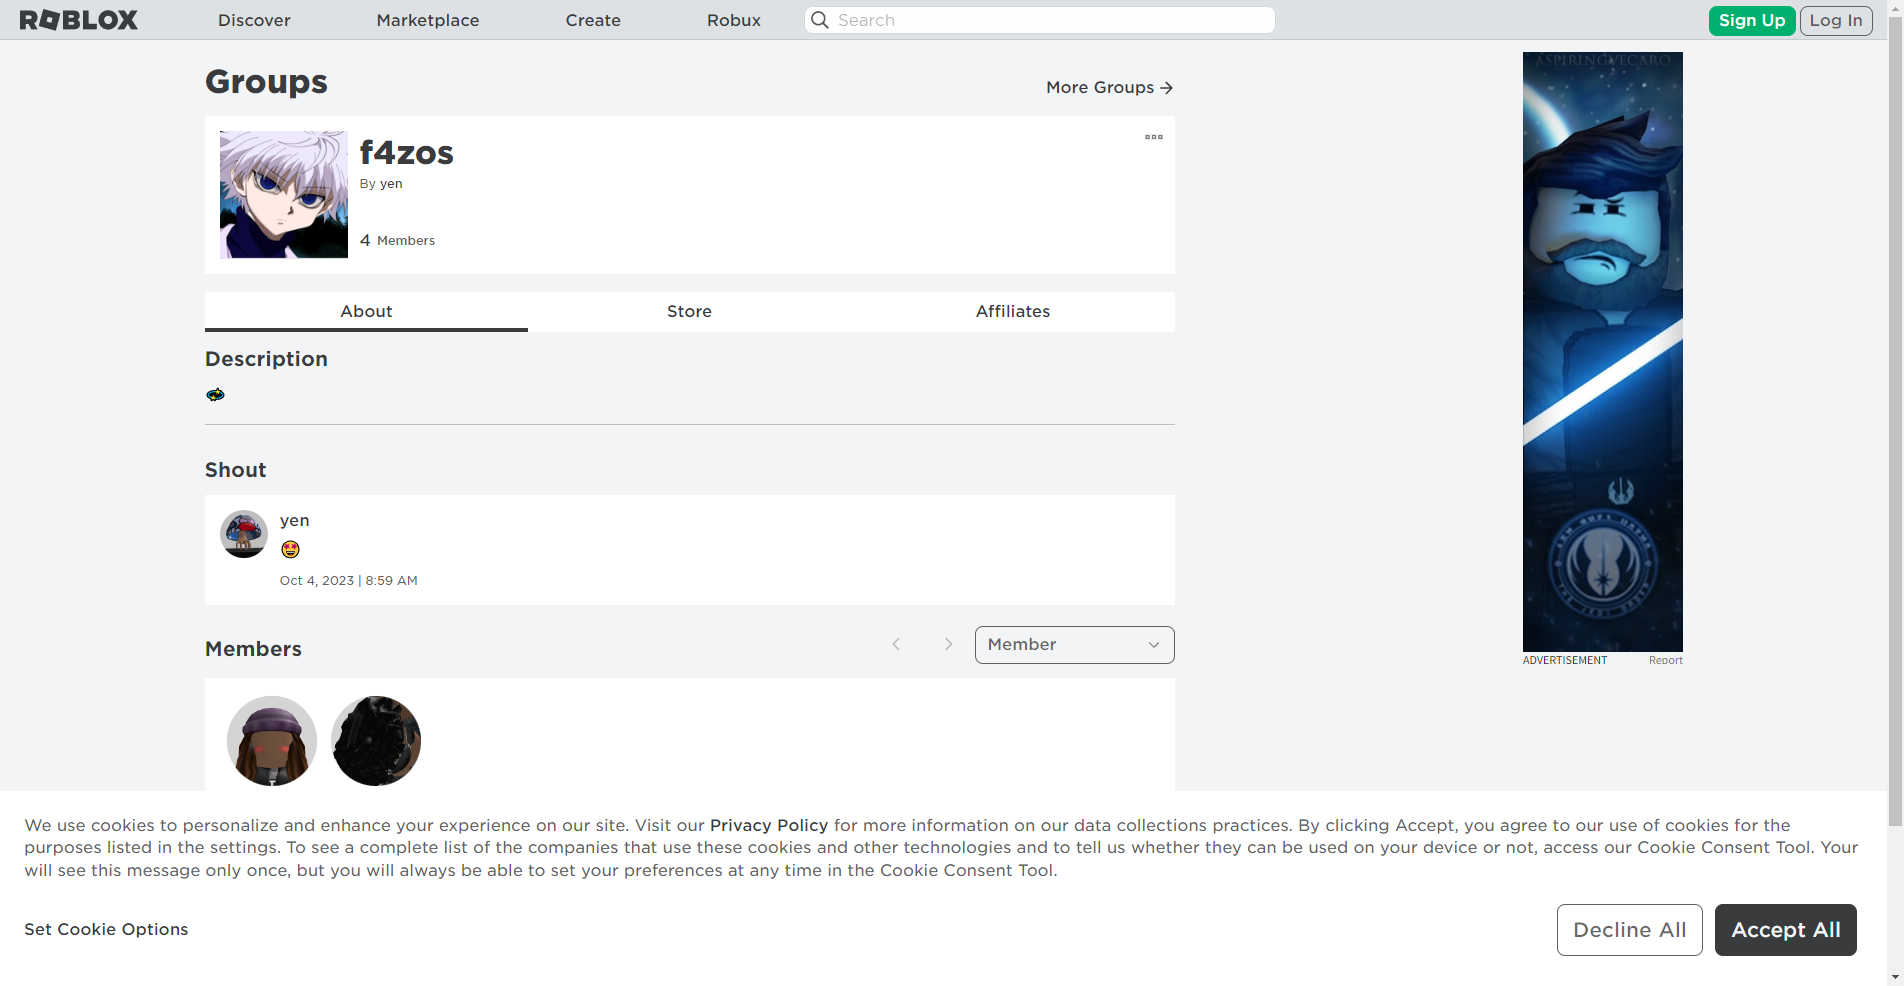 ROBLOX
Discover
Marketplace
Create
Robux
Search
Sign Up
Log In
Groups
More Groups
f4zos
By yen
4 Members
About
Store
Affiliates
Description
Shout
yen
Oct 4, 2023 | 8:59 AM
Members
Member
ASPIRINGVECARO
ADVERTISEMENT
Report
We use cookies to personalize and enhance your experience on our site. Visit our Privacy Policy for more information on our data collections practices. By clicking Accept, you agree to our use of cookies for the
purposes listed in the settings. To see a complete list of the companies that use these cookies and other technologies and to tell us whether they can be used on your device or not, access our Cookie Consent Tool. Your
will see this message only once, but you will always be able to set your preferences at any time in the Cookie Consent Tool.
Set Cookie Options
Decline All
Accept All